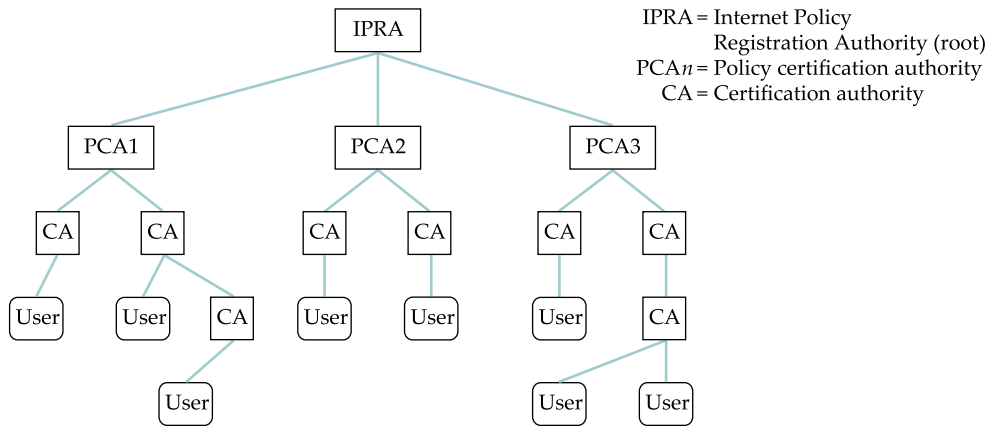 IPRA
IPRA = Internet Policy
Registration Authority (root)
PCAn = Policy certification authority
CA = Certification authority
PCA1
PCA2
PCA3
CA
CA
CA
CA
CA
CA
User
User
CA
User
User
User
CA
User
User
User